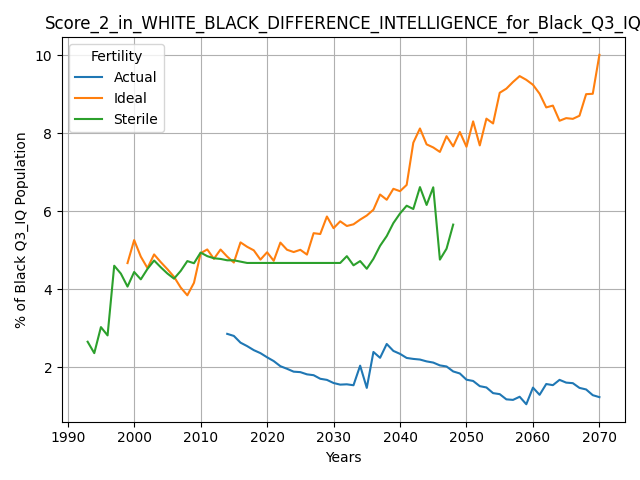 Score_2_in_WHITE_BLACK_DIFFERENCE_INTELLIGENCE_for_Black_Q3_IQ
Fertility
Actual
Ideal
Sterile
% of Black Q3_IQ Population
10
8
6
4
2
1990 2000 2010 2020 2030 2040 2050 2060 2070
Years